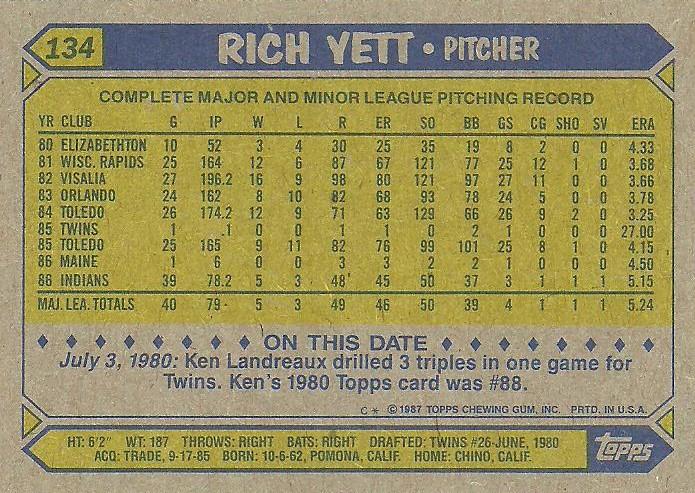 134 RICH YETT • PITCHER
COMPLETE MAJOR AND MINOR LEAGUE PITCHING RECORD
YR CLUB G IP W L R ER SO BB GS CG SHO SV ERA
80 ELIZABETHTON 10 52 3 4 30 25 35 19 8 2 0 0 4.33
81 WISC. RAPIDS 25 164 12 6 87 67 121 77 25 12 1 0 3.68
82 VISALIA 27 196.2 16 9 98 80 121 97 27 11 0 0 3.66
83 ORLANDO 24 162 8 10 82 68 93 78 24 5 0 0 3.78
84 TOLEDO 26 174.2 12 9 71 63 129 66 26 9 2 0 3.25
85 TWINS 1 .1 0 0 1 1 0 2 1 0 0 0 27.00
85 TOLEDO 25 165 9 11 82 76 99 101 25 8 1 0 4.15
86 MAINE 1 6 0 0 3 3 2 2 1 0 0 0 4.50
86 INDIANS 39 78.2 5 3 48 45 50 37 3 1 1 1 5.15
MAJ. LEA. TOTALS 40 79 5 3 49 46 50 39 4 1 1 1 5.24
ON THIS DATE
July 3, 1980: Ken Landreaux drilled 3 triples in one game for
Twins. Ken's 1980 Topps card was #88.
C * © 1987 TOPPS CHEWING GUM, INC. PRTD. IN U.S.A.
HT: 6'2" WT: 187 THROWS: RIGHT BATS: RIGHT DRAFTED: TWINS #26-JUNE, 1980
ACQ: TRADE, 9-17-85 BORN: 10-6-62, POMONA, CALIF. HOME: CHINO, CALIF.
topps